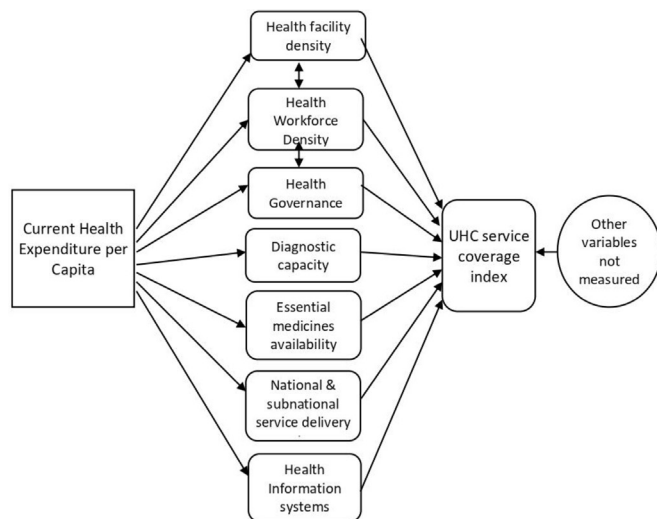 Health facility
density
Health
Workforce
Density
Health
Governance
Current Health
Expenditure per
Capita
Diagnostic
capacity
Essential
medicines
availability
National &
subnational
service delivery
Health
Information
systems
UHC service
coverage
index
Other
variables
not
measured